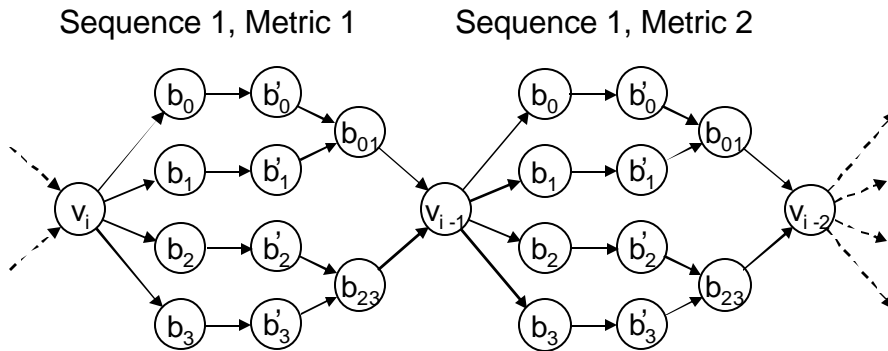 Sequence 1, Metric 1 Sequence 1, Metric 2
b0 b'0 b0 b'0
b01 b01
b1 b'1 b1 b'1
vi vi-1 vi-2
b2 b'2 b2 b'2
b23 b23
b3 b'3 b3 b'3